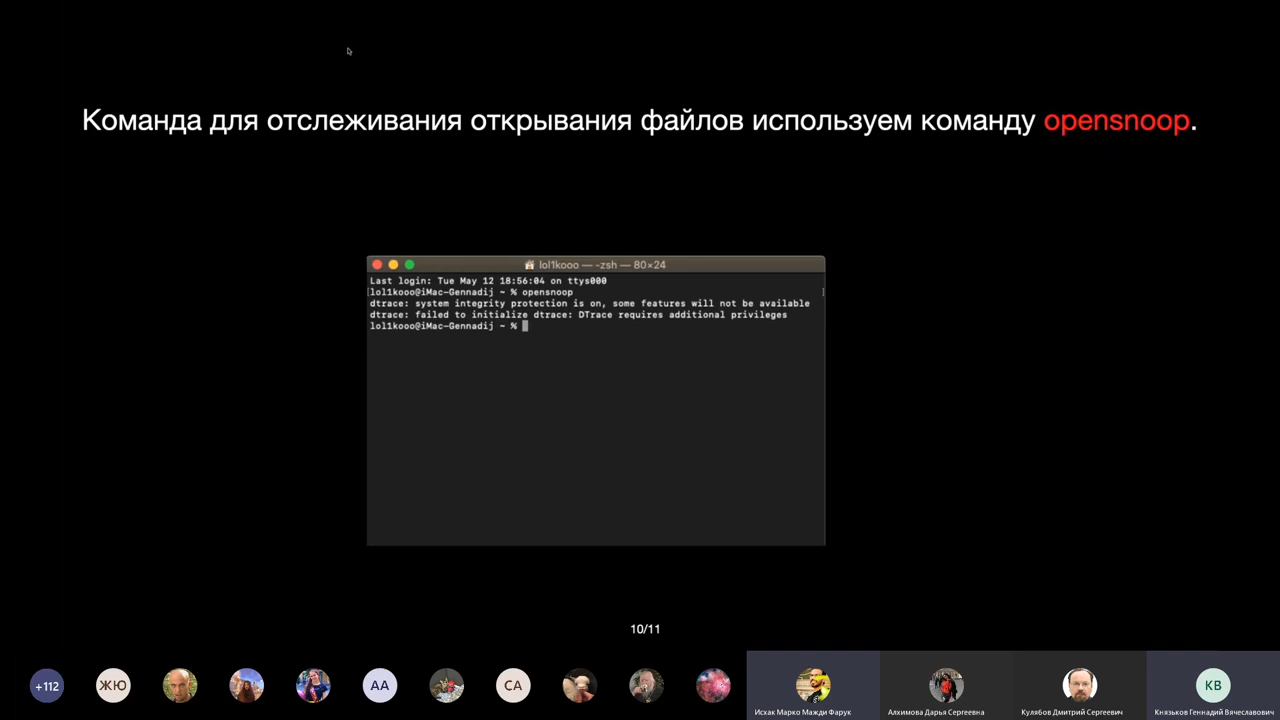 Команда для отслеживания открывания файлов используем команду opensnoop.
lol1kooo — -zsh — 80×24
Last login: Tue May 12 18:56:04 on ttys000
[lol1kooo@iMac-Gennadij ~ % opensnoop ]
dtrace: system integrity protection is on, some features will not be available
dtrace: failed to initialize dtrace: DTrace requires additional privileges
lol1kooo@iMac-Gennadij ~ %
10/11
+112
ЖЮ
АА
СА
КВ
Исхак Марко Мажди Фарук
Алхимова Дарья Сергеевна
Кулябов Дмитрий Сергеевич
Князьков Геннадий Вячеславович